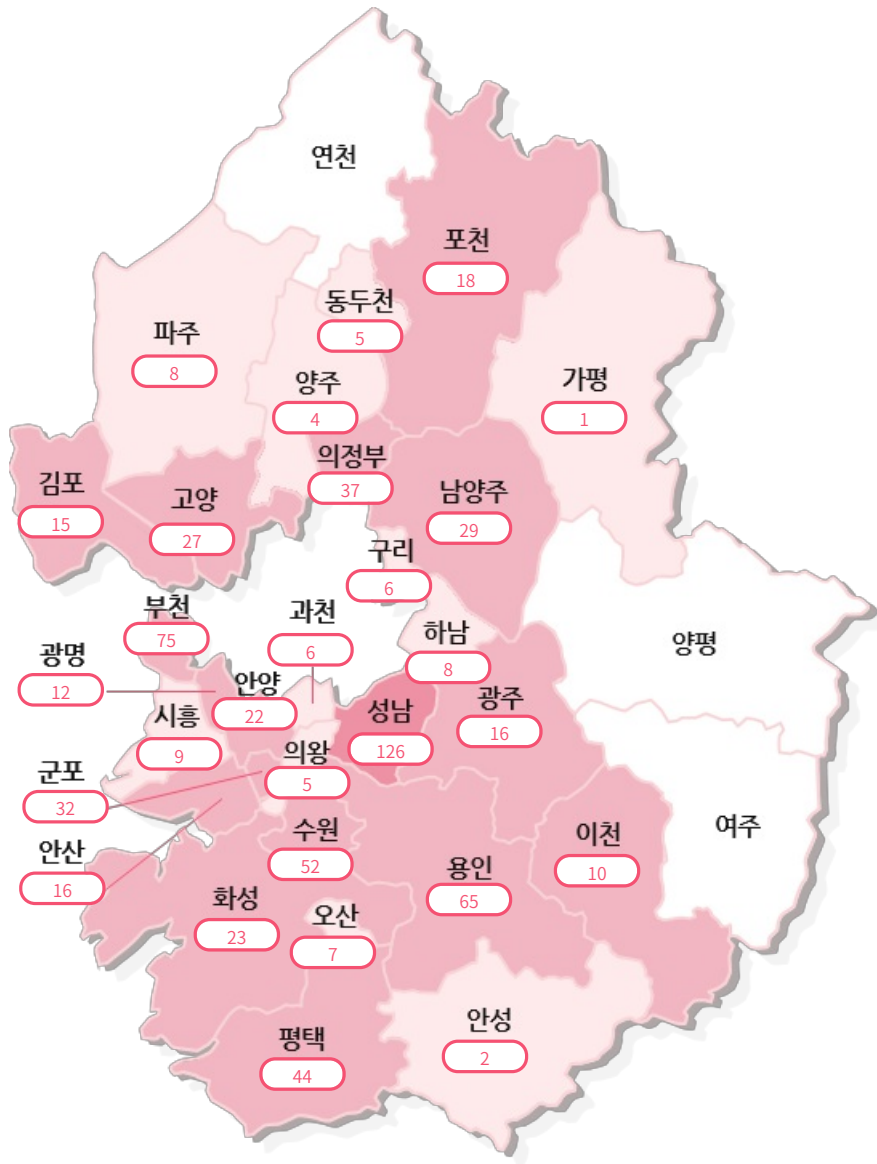 연천
포천
18
동두천
5
파주
8
양주
4
가평
1
의정부
37
김포
15
고양
27
남양주
29
구리
6
부천
75
과천
6
하남
8
양평
광명
12
안양
22
시흥
9
성남
126
광주
16
의왕
5
군포
32
수원
52
이천
10
여주
안산
16
용인
65
화성
23
오산
7
안성
2
평택
44